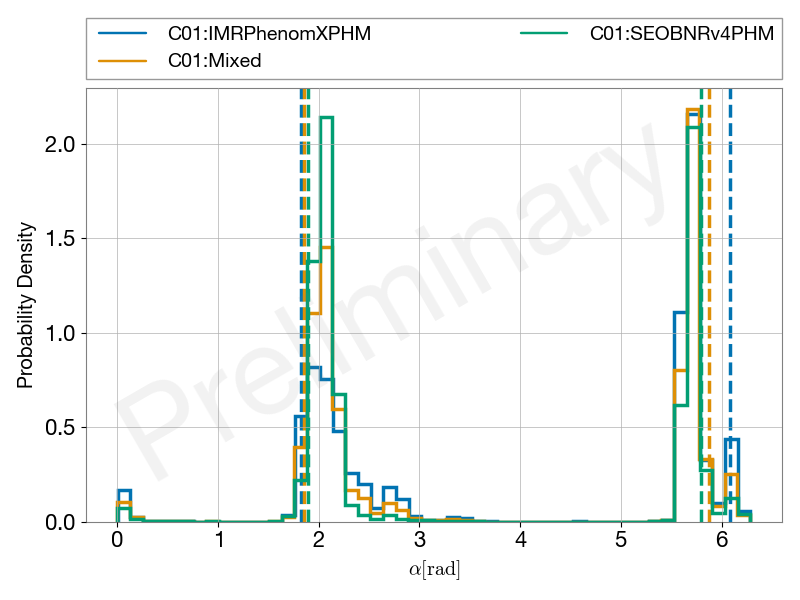 C01:IMRPhenomXPHM
C01:Mixed
C01:SEOBNRv4PHM
Preliminary
Probability Density
2.0
1.5
1.0
0.5
0.0
0 1 2 3 4 5 6
α[rad]